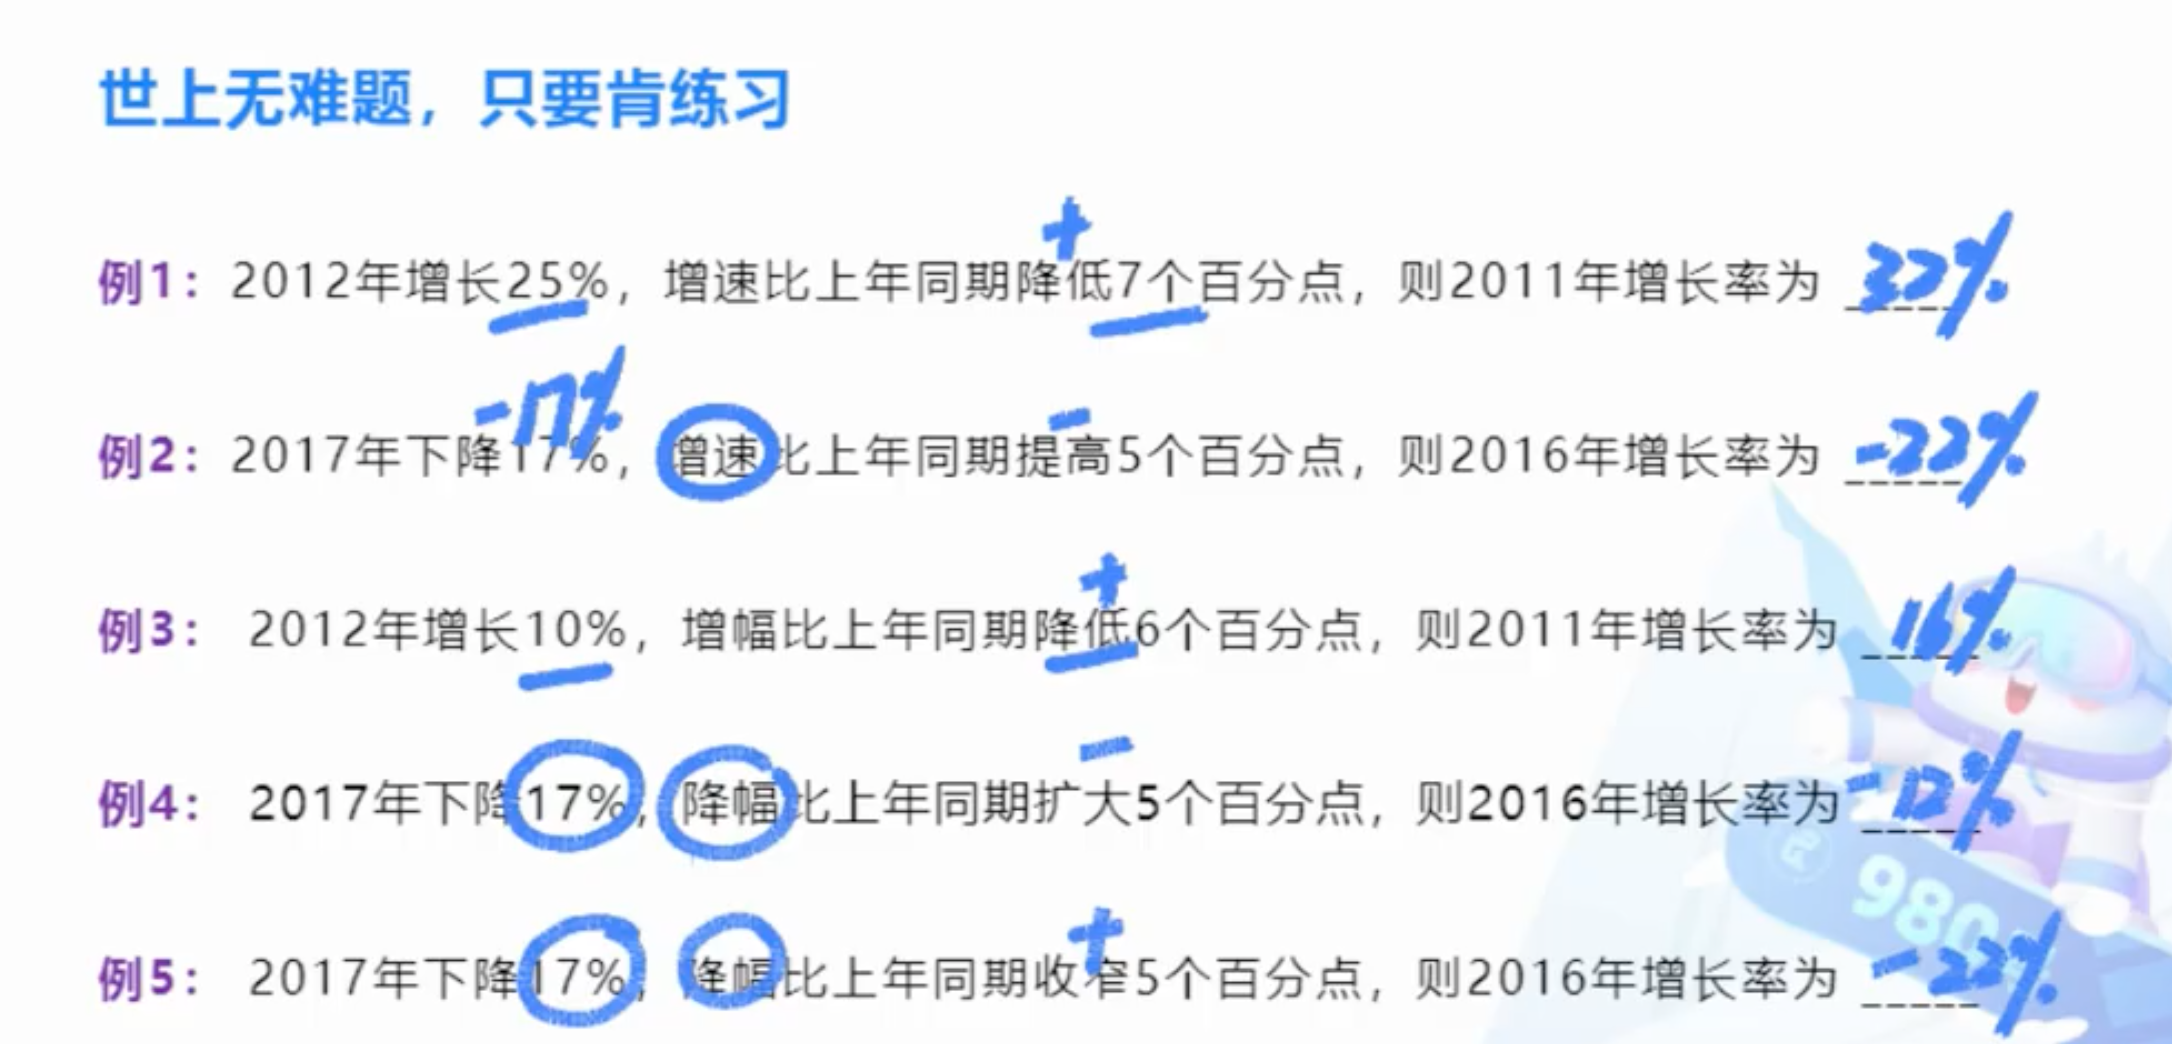 世上无难题，只要肯练习
+
例1：2012年增长25%，增速比上年同期降低7个百分点，则2011年增长率为 32%
-17% -
例2：2017年下降17%，增速比上年同期提高5个百分点，则2016年增长率为 -22%
+
例3： 2012年增长10%，增幅比上年同期降低6个百分点，则2011年增长率为 16%
-
例4： 2017年下降17%，降幅比上年同期扩大5个百分点，则2016年增长率为 -12%
980
+
例5： 2017年下降17%，降幅比上年同期收窄5个百分点，则2016年增长率为 -22%